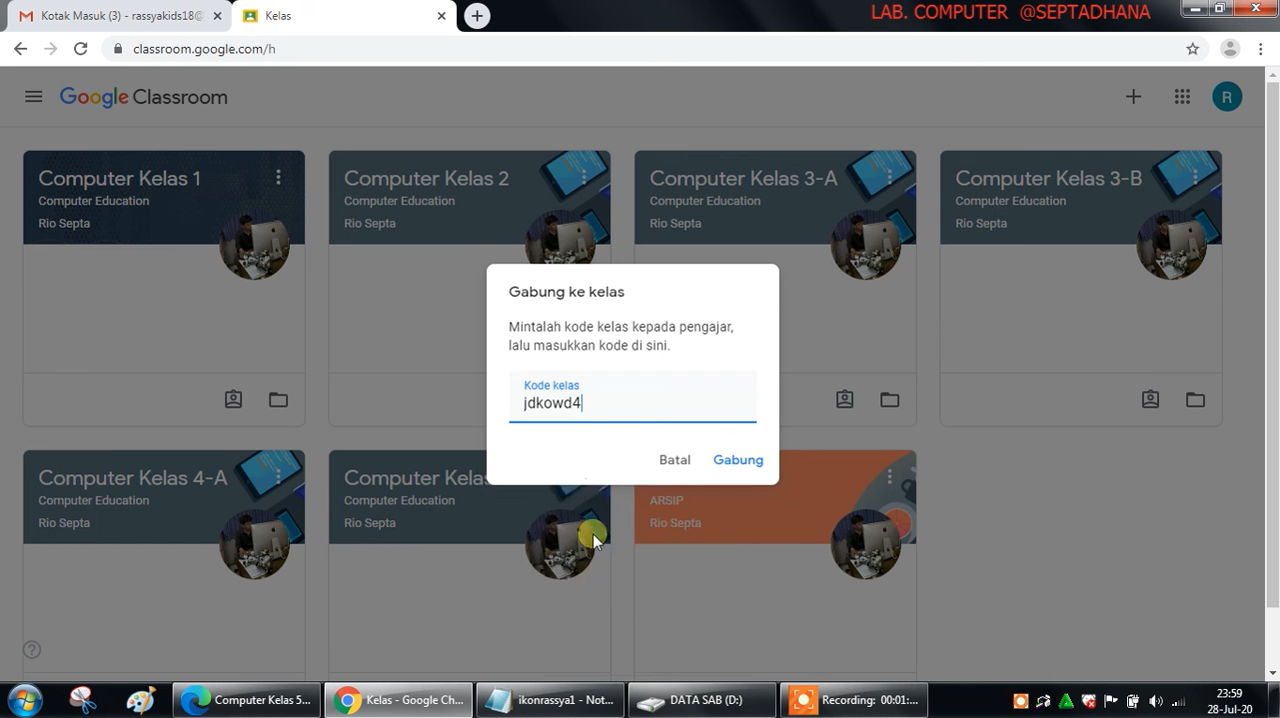 Kotak Masuk (3) - rassyakids18@
Kelas
LAB. COMPUTER @SEPTADHANA
classroom.google.com/h
Google Classroom
R
Computer Kelas 1
Computer Education
Rio Septa
Computer Kelas 2
Computer Education
Rio Septa
Computer Kelas 3-A
Computer Education
Rio Septa
Computer Kelas 3-B
Computer Education
Rio Septa
Gabung ke kelas
Mintalah kode kelas kepada pengajar,
lalu masukkan kode di sini.
Kode kelas
jdkowd4
Batal
Gabung
Computer Kelas 4-A
Computer Education
Rio Septa
Computer Kelas
Computer Education
Rio Septa
ARSIP
Rio Septa
Computer Kelas 5...
Kelas - Google Ch...
ikonrassya1 - Not...
DATA SAB (D:)
Recording: 00:01:...
23:59
28-Jul-20